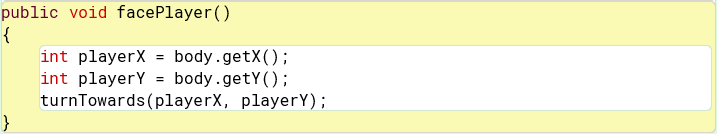 public void facePlayer()
{
    int playerX = body.getX();
    int playerY = body.getY();
    turnTowards(playerX, playerY);
}